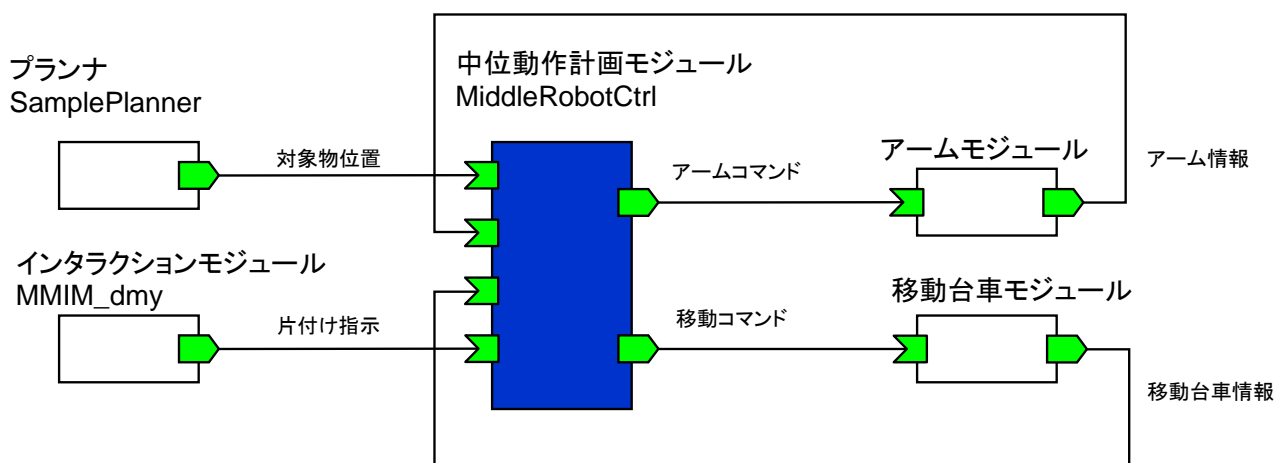 プランナ
SamplePlanner
中位動作計画モジュール
MiddleRobotCtrl
対象物位置
アームコマンド
アームモジュール
アーム情報
インタラクションモジュール
MMIM_dmy
片付け指示
移動コマンド
移動台車モジュール
移動台車情報